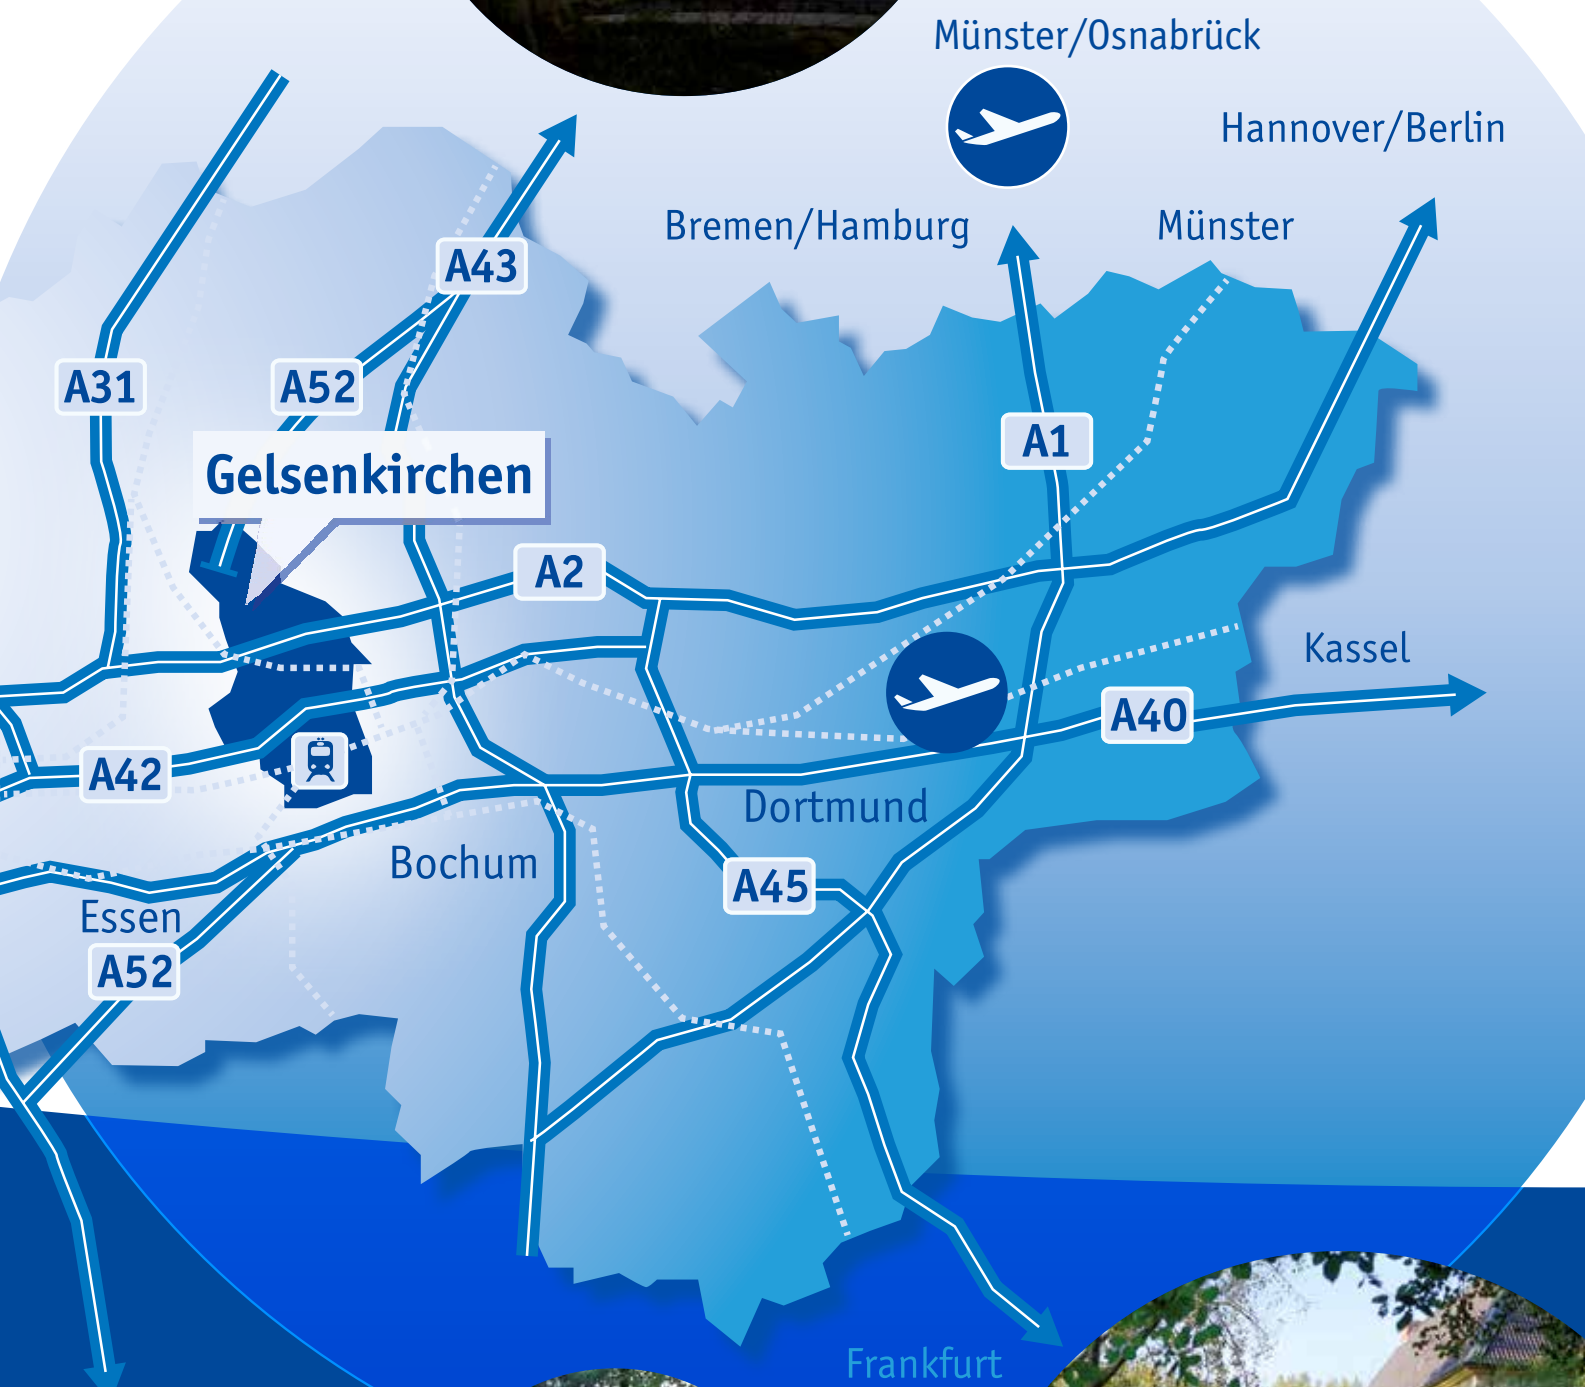 Münster/Osnabrück
Hannover/Berlin
Bremen/Hamburg
Münster
A43
A31
A52
A1
Gelsenkirchen
A2
Kassel
A40
A42
Dortmund
Bochum
A45
Essen
A52
Frankfurt